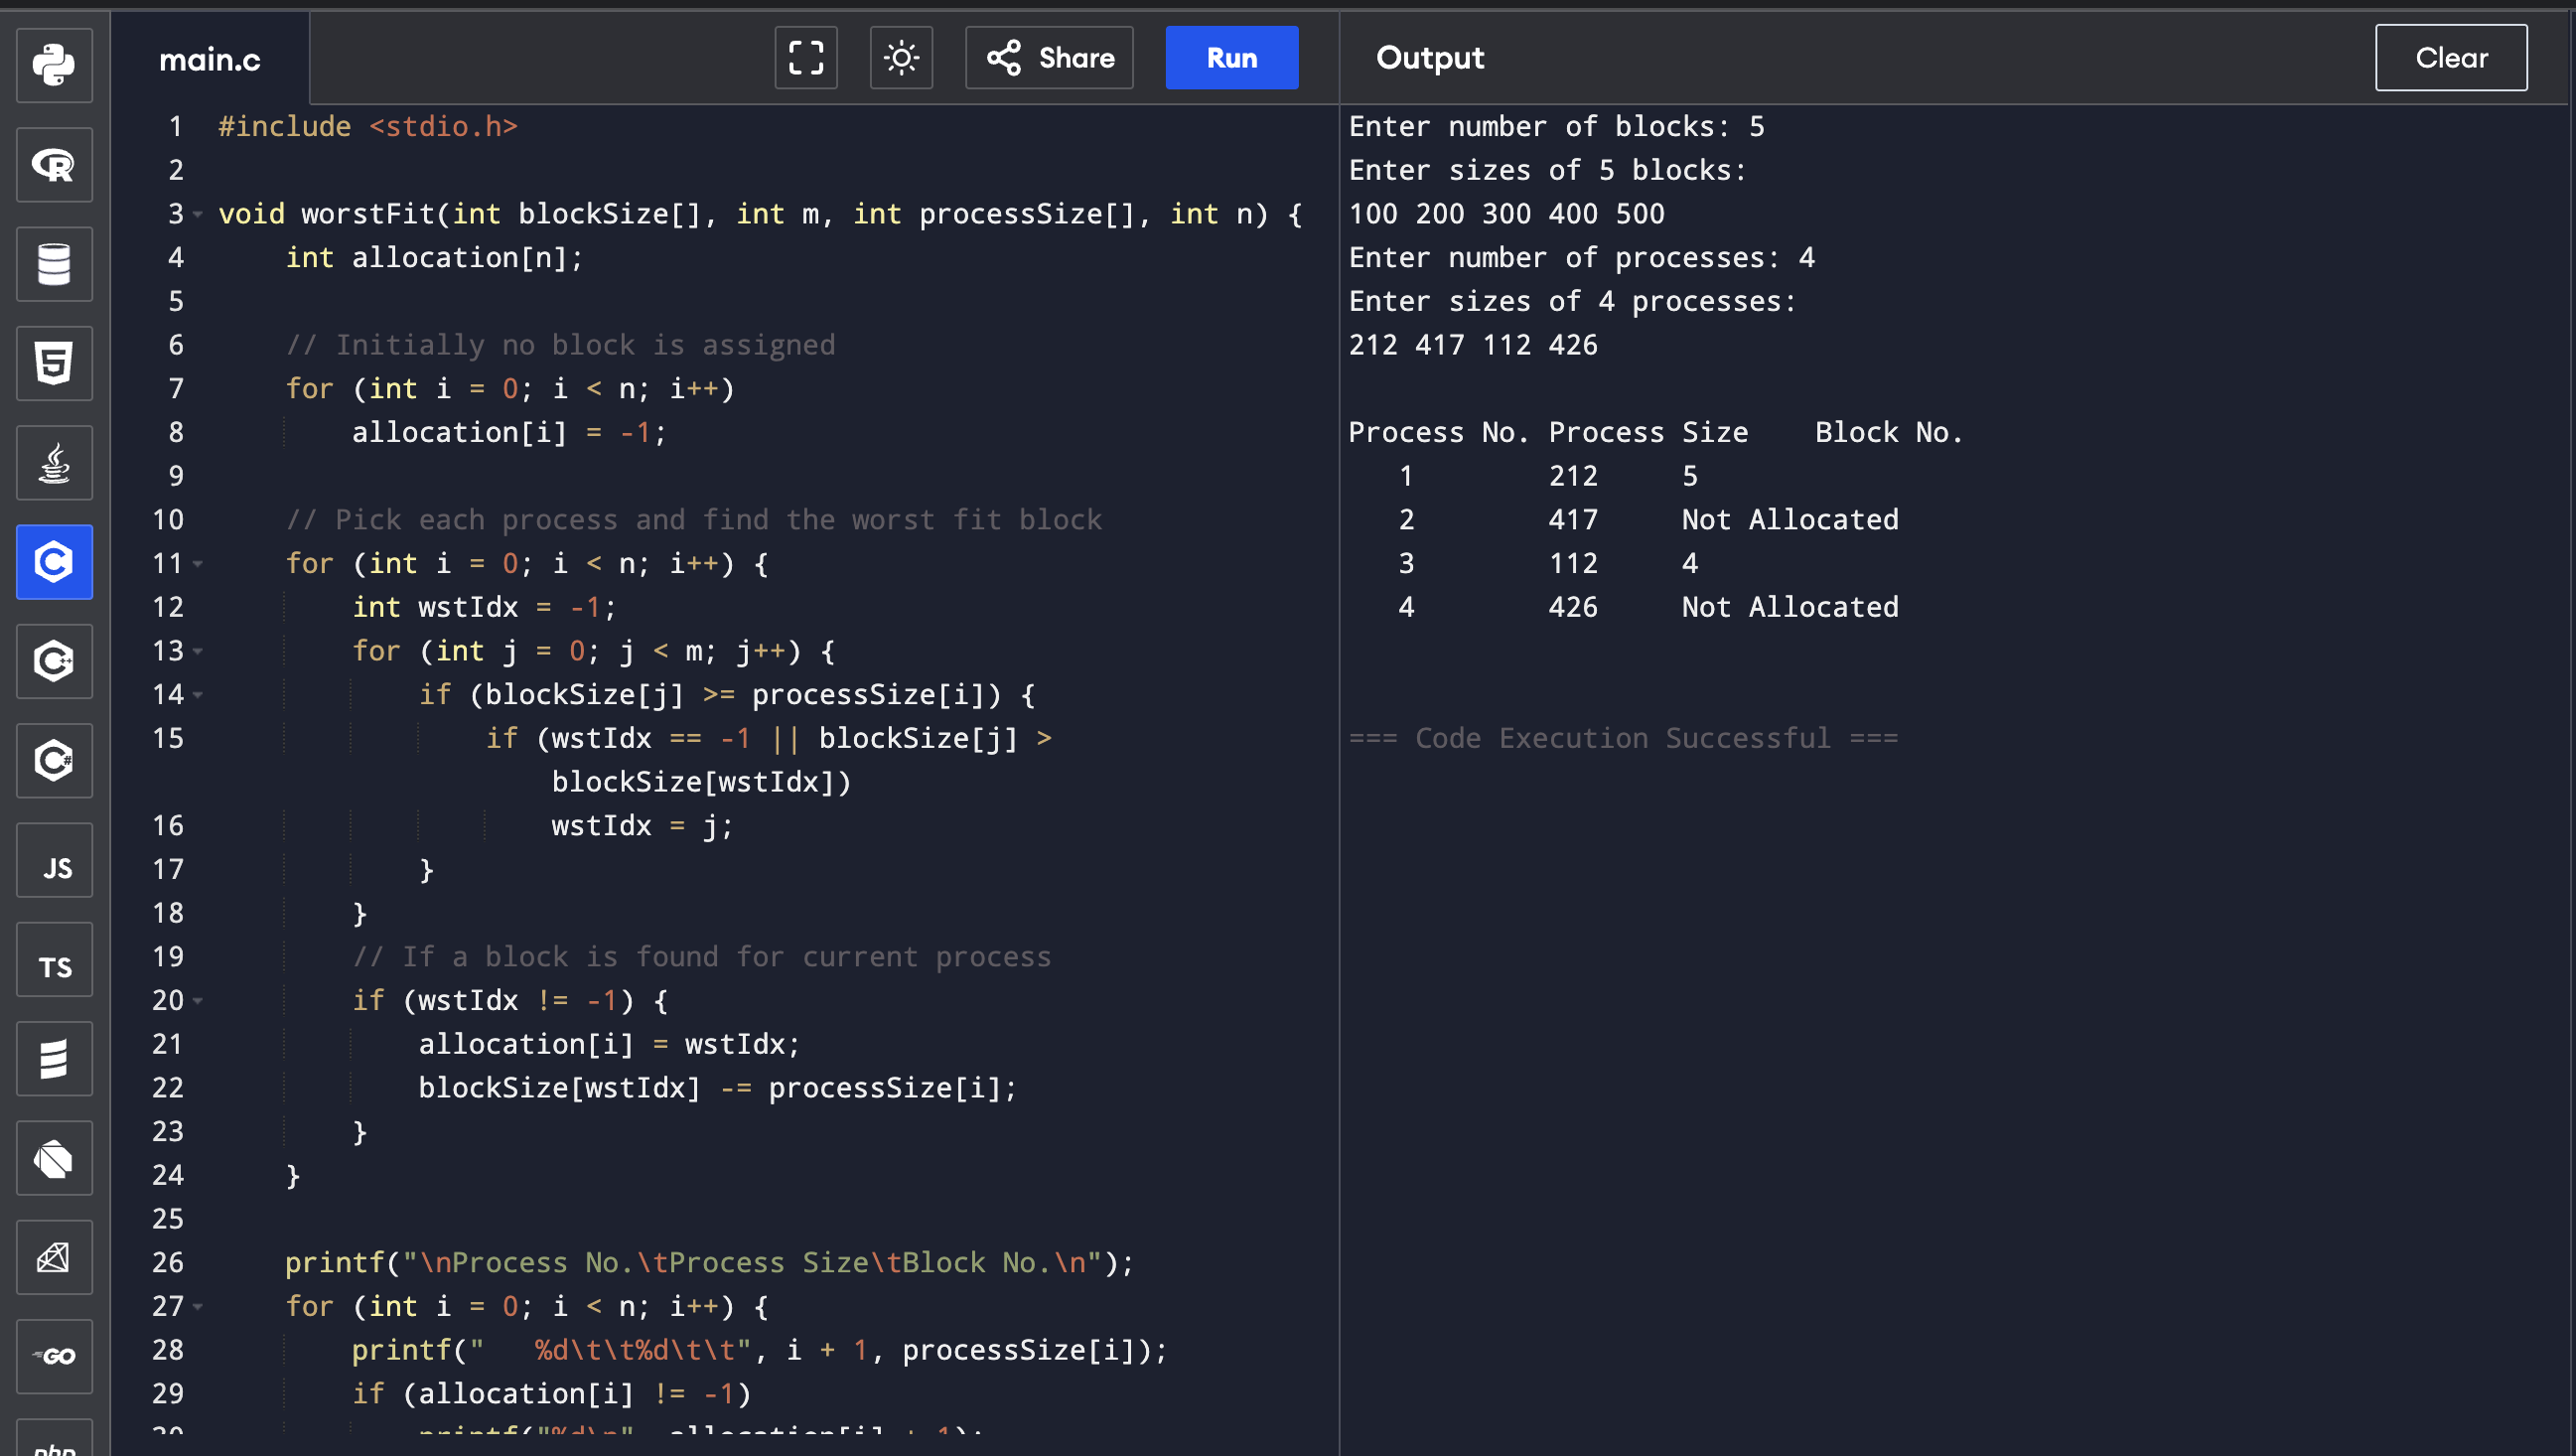 main.c
Share
Run
Output
Clear
1 #include <stdio.h>
2
3 void worstFit(int blockSize[], int m, int processSize[], int n) {
4     int allocation[n];
5
6     // Initially no block is assigned
7     for (int i = 0; i < n; i++)
8         allocation[i] = -1;
9
10     // Pick each process and find the worst fit block
11     for (int i = 0; i < n; i++) {
12         int wstIdx = -1;
13         for (int j = 0; j < m; j++) {
14             if (blockSize[j] >= processSize[i]) {
15                 if (wstIdx == -1 || blockSize[j] >
                    blockSize[wstIdx])
16                     wstIdx = j;
17             }
18         }
19         // If a block is found for current process
20         if (wstIdx != -1) {
21             allocation[i] = wstIdx;
22             blockSize[wstIdx] -= processSize[i];
23         }
24     }
25
26     printf("\nProcess No.\tProcess Size\tBlock No.\n");
27     for (int i = 0; i < n; i++) {
28         printf("   %d\t\t%d\t\t", i + 1, processSize[i]);
29         if (allocation[i] != -1)
30             printf("%d\n", allocation[i] + 1);
Enter number of blocks: 5
Enter sizes of 5 blocks:
100 200 300 400 500
Enter number of processes: 4
Enter sizes of 4 processes:
212 417 112 426
Process No. Process Size    Block No.
   1        212     5
   2        417     Not Allocated
   3        112     4
   4        426     Not Allocated
=== Code Execution Successful ===
R
5
C
C++
C#
JS
TS
GO
php